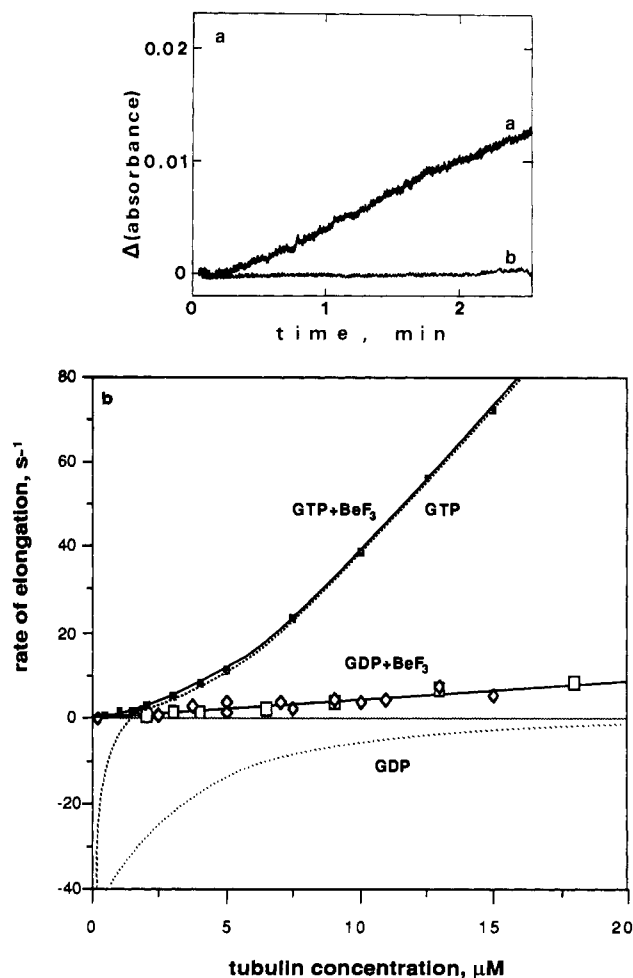 a
0.02
0.01
0
Δ(absorbance)
a
b
1
2
time, min
b
80
60
40
20
0
-20
-40
rate of elongation, s-1
GTP+BeF3
GTP
GDP+BeF3
GDP
0
5
10
15
20
tubulin concentration, μM